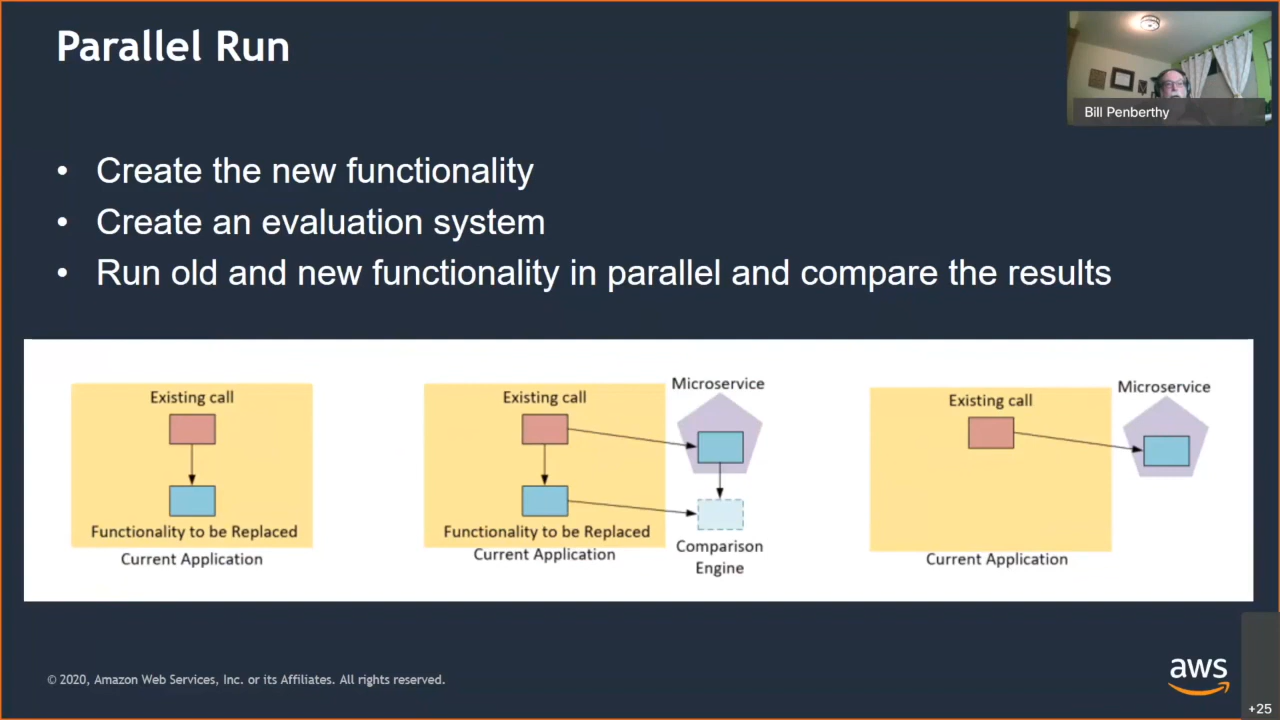 Parallel Run
Bill Penberthy
• Create the new functionality
• Create an evaluation system
• Run old and new functionality in parallel and compare the results
Existing call
Functionality to be Replaced
Current Application
Existing call
Functionality to be Replaced
Current Application
Microservice
Comparison
Engine
Existing call
Current Application
Microservice
© 2020, Amazon Web Services, Inc. or its Affiliates. All rights reserved.
aws
+25